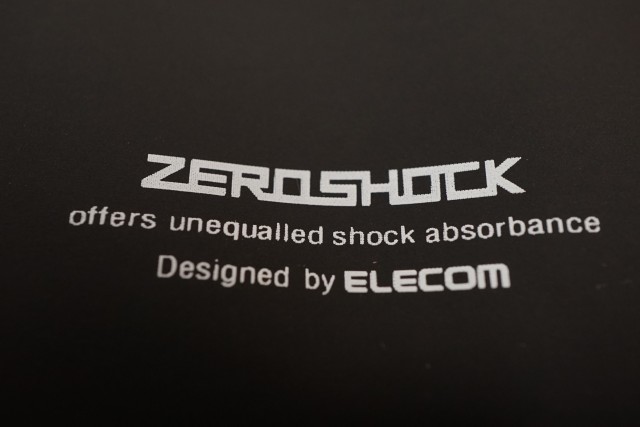 ZEROSHOCK
offers unequalled shock absorbance
Designed by ELECOM